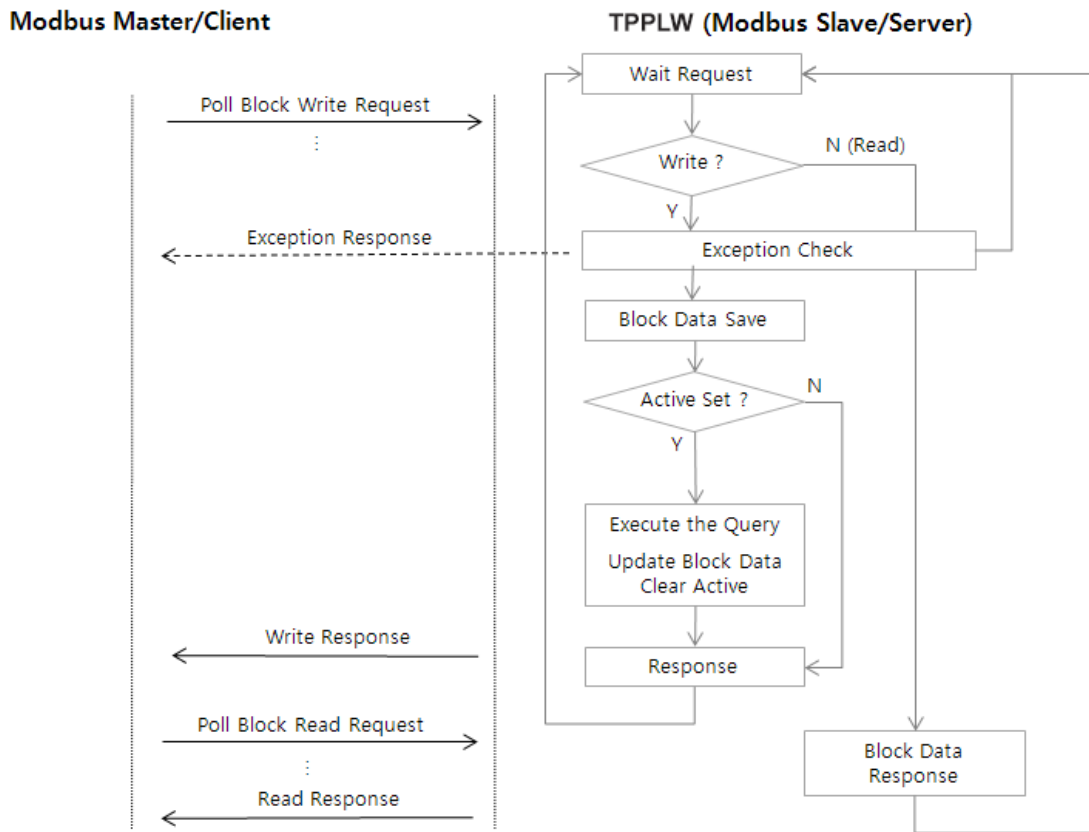 Modbus Master/Client
TPPLW (Modbus Slave/Server)
Wait Request
Poll Block Write Request
⋮
Write ?
N (Read)
Y
Exception Response
Exception Check
Block Data Save
Active Set ?
N
Y
Execute the Query
Update Block Data
Clear Active
Write Response
Response
Poll Block Read Request
⋮
Block Data
Response
Read Response